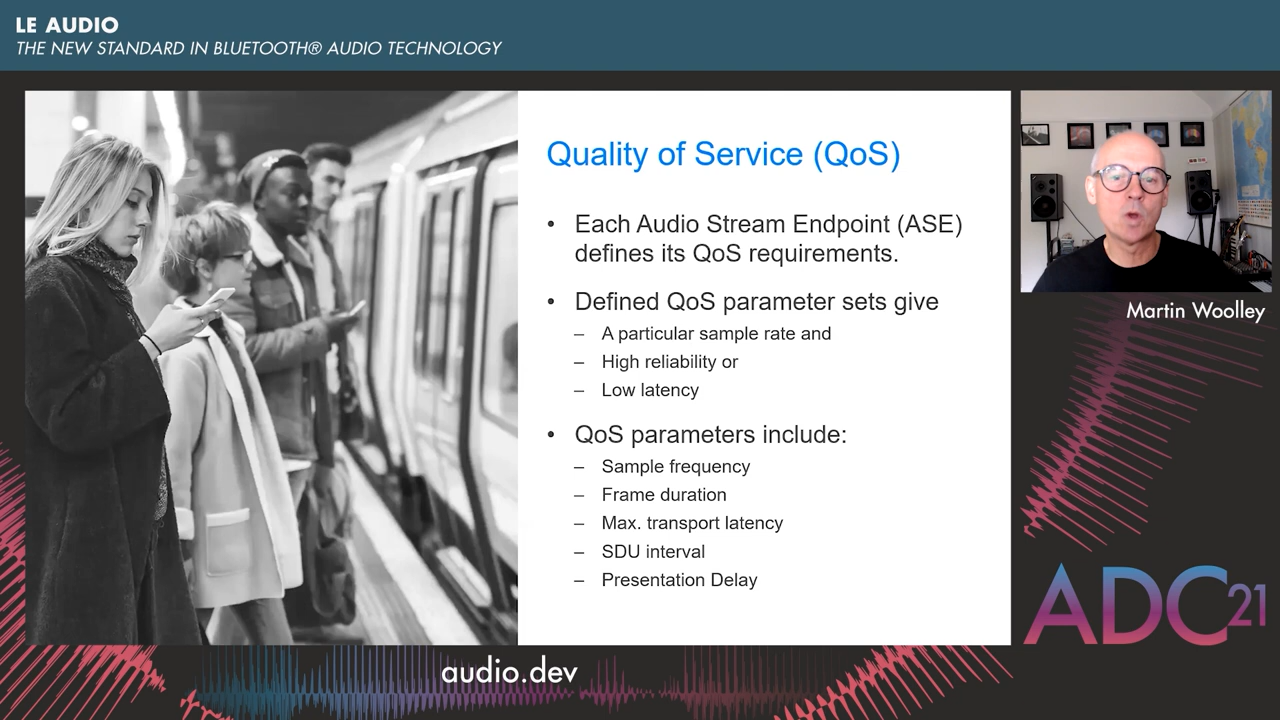 LE AUDIO
THE NEW STANDARD IN BLUETOOTH® AUDIO TECHNOLOGY
Quality of Service (QoS)
• Each Audio Stream Endpoint (ASE)
defines its QoS requirements.
• Defined QoS parameter sets give
– A particular sample rate and
– High reliability or
– Low latency
• QoS parameters include:
– Sample frequency
– Frame duration
– Max. transport latency
– SDU interval
– Presentation Delay
Martin Woolley
ADC21
audio.dev